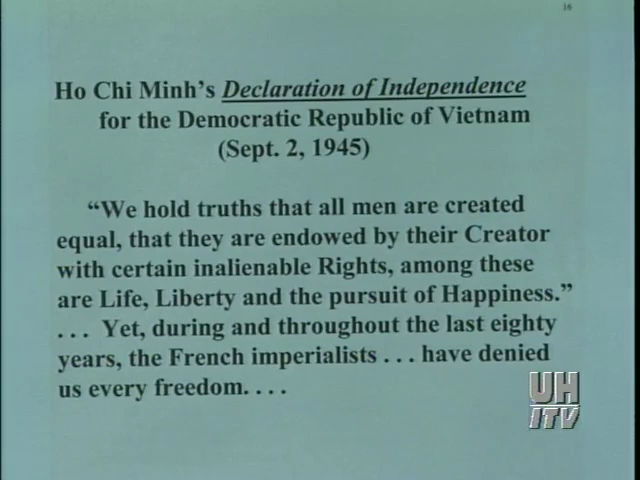 16
Ho Chi Minh's Declaration of Independence
for the Democratic Republic of Vietnam
(Sept. 2, 1945)
“We hold truths that all men are created
equal, that they are endowed by their Creator
with certain inalienable Rights, among these
are Life, Liberty and the pursuit of Happiness.”
. . . Yet, during and throughout the last eighty
years, the French imperialists . . . have denied
us every freedom. . . .
UH
ITV